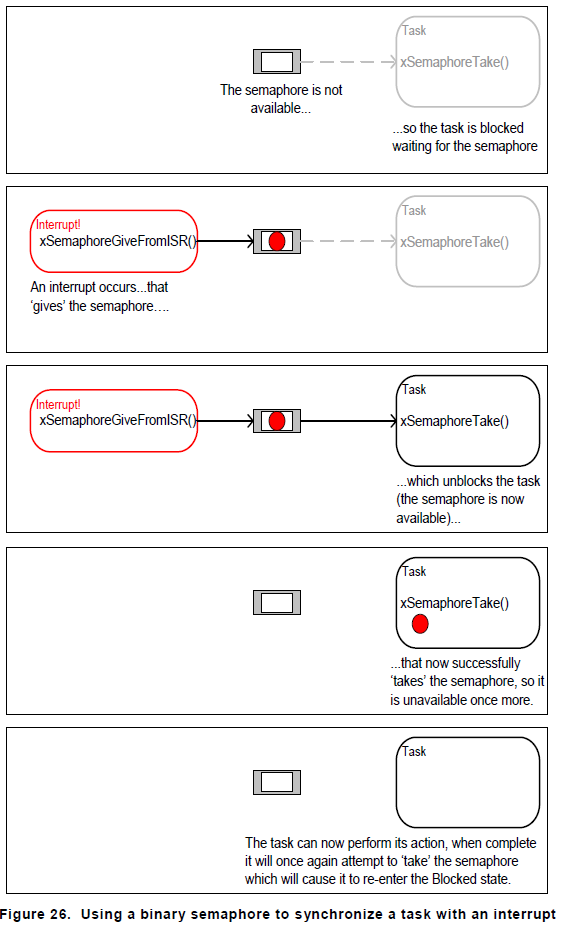 Task
xSemaphoreTake()
The semaphore is not
available...
...so the task is blocked
waiting for the semaphore
Interrupt!
xSemaphoreGiveFromISR()
Task
xSemaphoreTake()
An interrupt occurs...that
‘gives’ the semaphore....
Interrupt!
xSemaphoreGiveFromISR()
Task
xSemaphoreTake()
...which unblocks the task
(the semaphore is now
available)...
Task
xSemaphoreTake()
...that now successfully
‘takes’ the semaphore, so it
is unavailable once more.
Task
The task can now perform its action, when complete
it will once again attempt to ‘take’ the semaphore
which will cause it to re-enter the Blocked state.
Figure 26. Using a binary semaphore to synchronize a task with an interrupt